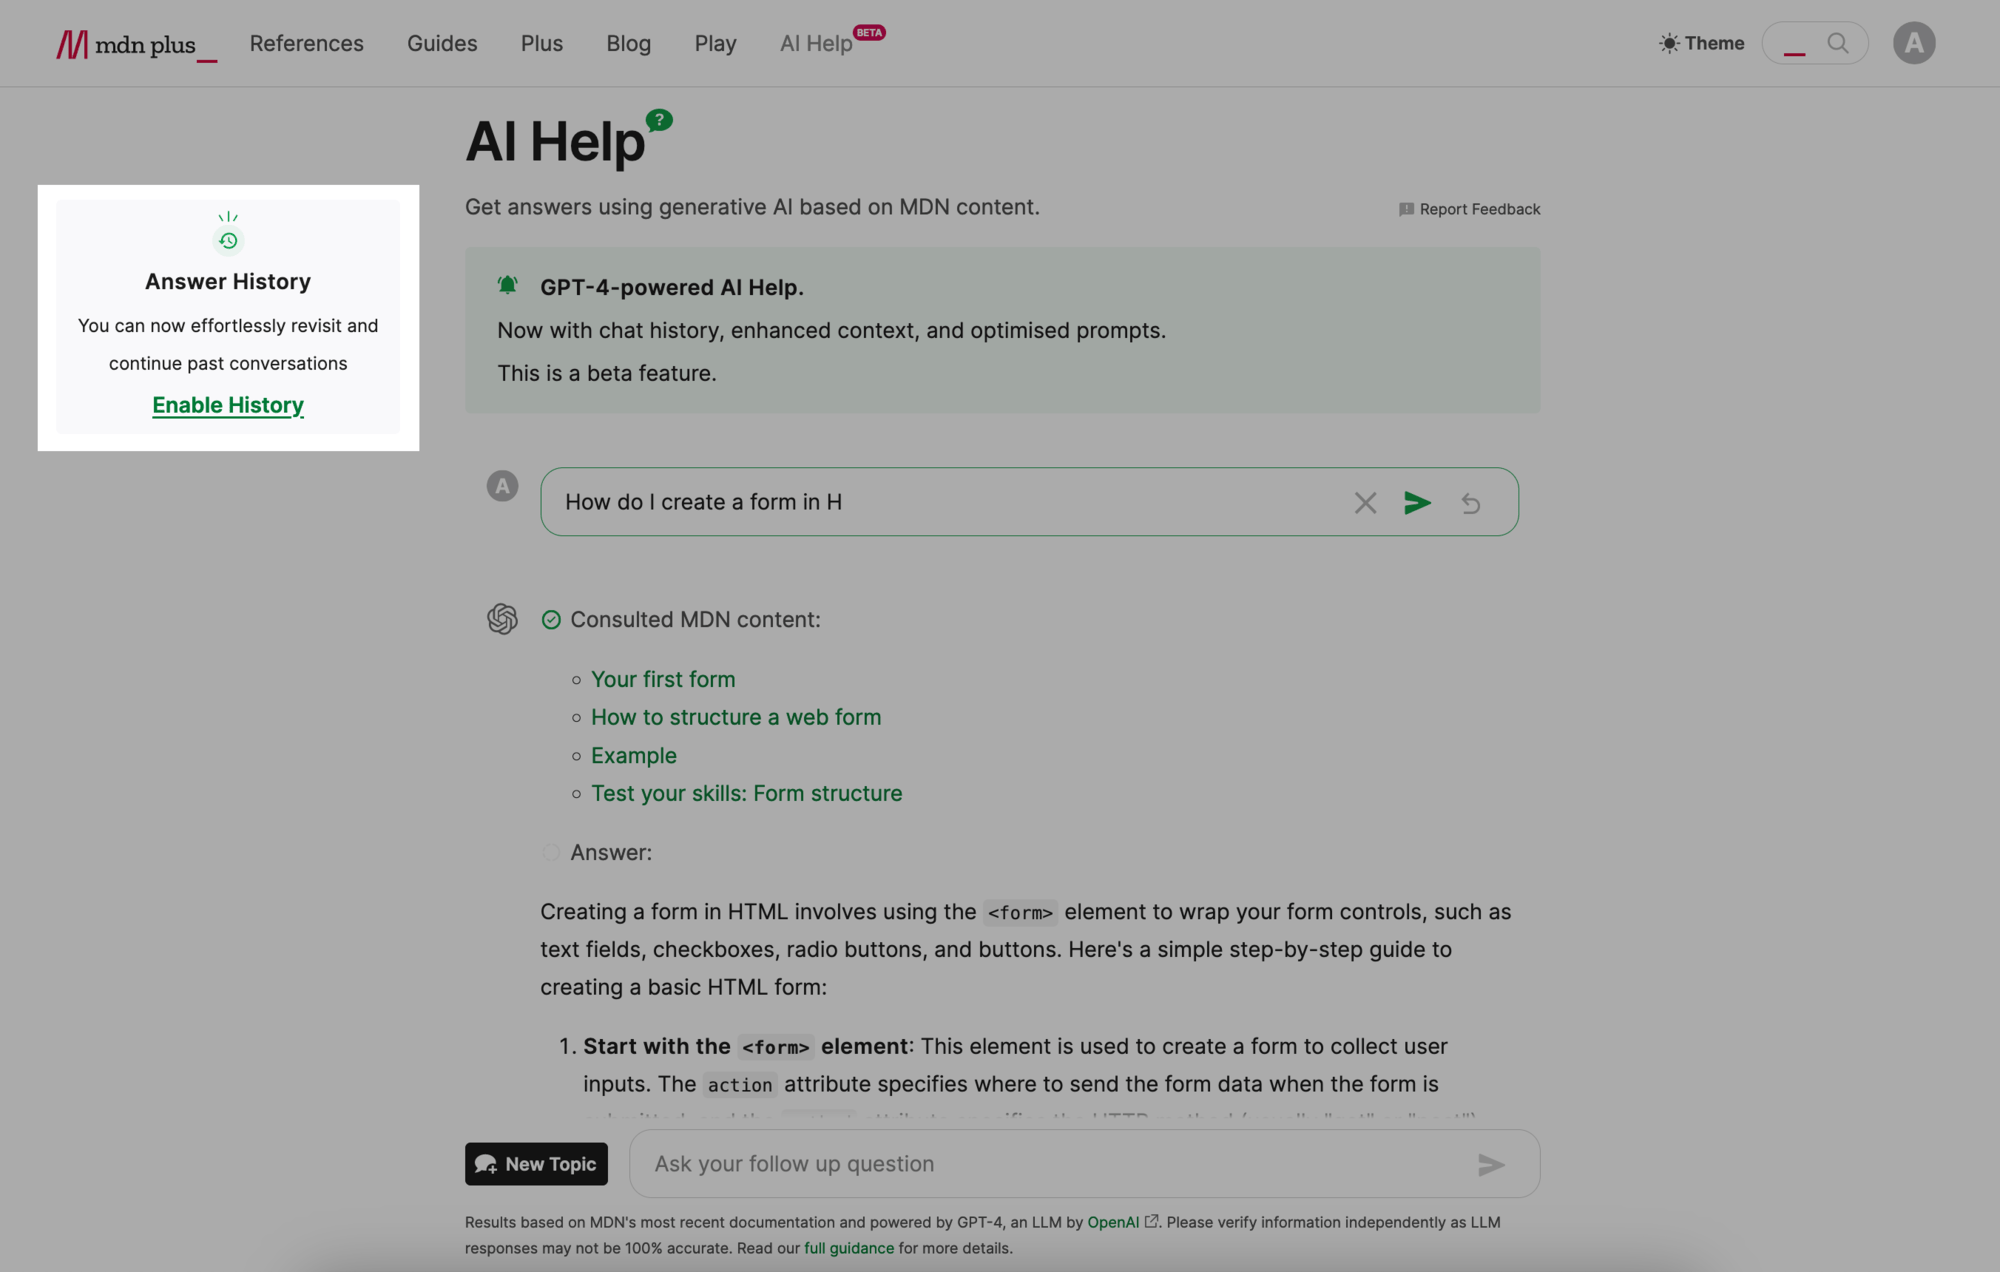 mdn plus_
References Guides Plus Blog Play AI Help BETA
Theme
A
AI Help
?
Get answers using generative AI based on MDN content.
Report Feedback
Answer History
You can now effortlessly revisit and
continue past conversations
Enable History
GPT-4-powered AI Help.
Now with chat history, enhanced context, and optimised prompts.
This is a beta feature.
A
How do I create a form in H
Consulted MDN content:
Your first form
How to structure a web form
Example
Test your skills: Form structure
Answer:
Creating a form in HTML involves using the <form> element to wrap your form controls, such as
text fields, checkboxes, radio buttons, and buttons. Here's a simple step-by-step guide to
creating a basic HTML form:
1. Start with the <form> element: This element is used to create a form to collect user
inputs. The action attribute specifies where to send the form data when the form is
New Topic
Ask your follow up question
Results based on MDN's most recent documentation and powered by GPT-4, an LLM by OpenAI. Please verify information independently as LLM
responses may not be 100% accurate. Read our full guidance for more details.